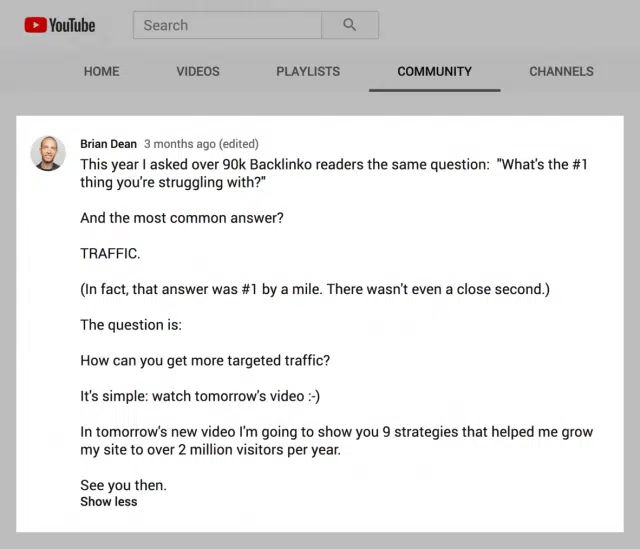 YouTube
Search
HOME VIDEOS PLAYLISTS COMMUNITY CHANNELS
Brian Dean 3 months ago (edited)
This year I asked over 90k Backlinko readers the same question:  "What's the #1
thing you're struggling with?"
And the most common answer?
TRAFFIC.
(In fact, that answer was #1 by a mile. There wasn't even a close second.)
The question is:
How can you get more targeted traffic?
It's simple: watch tomorrow's video :-)
In tomorrow's new video I'm going to show you 9 strategies that helped me grow
my site to over 2 million visitors per year.
See you then.
Show less